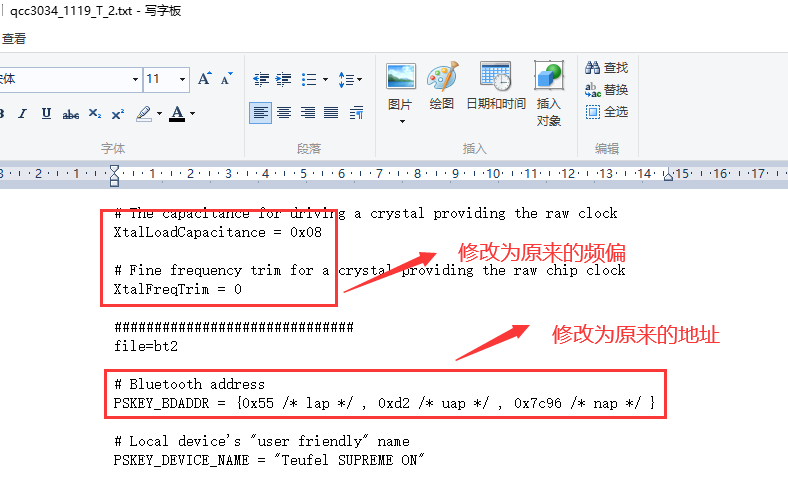 qcc3034_1119_T_2.txt - 写字板
查看
宋体 11 A A 查找
替换
B I U abc X₂ X² A 图片 绘图 日期和时间 插入 对象 全选
字体 段落 插入 编辑
3 2 1 1 2 3 4 5 6 7 8 9 10 11 12 13 14 15 16 17
# The capacitance for driving a crystal providing the raw clock
XtalLoadCapacitance = 0x08
修改为原来的频偏
# Fine frequency trim for a crystal providing the raw chip clock
XtalFreqTrim = 0
##############################
修改为原来的地址
file=bt2
# Bluetooth address
PSKEY_BDADDR = {0x55 /* lap */ , 0xd2 /* uap */ , 0x7c96 /* nap */ }
# Local device's "user friendly" name
PSKEY_DEVICE_NAME = "Teufel SUPREME ON"